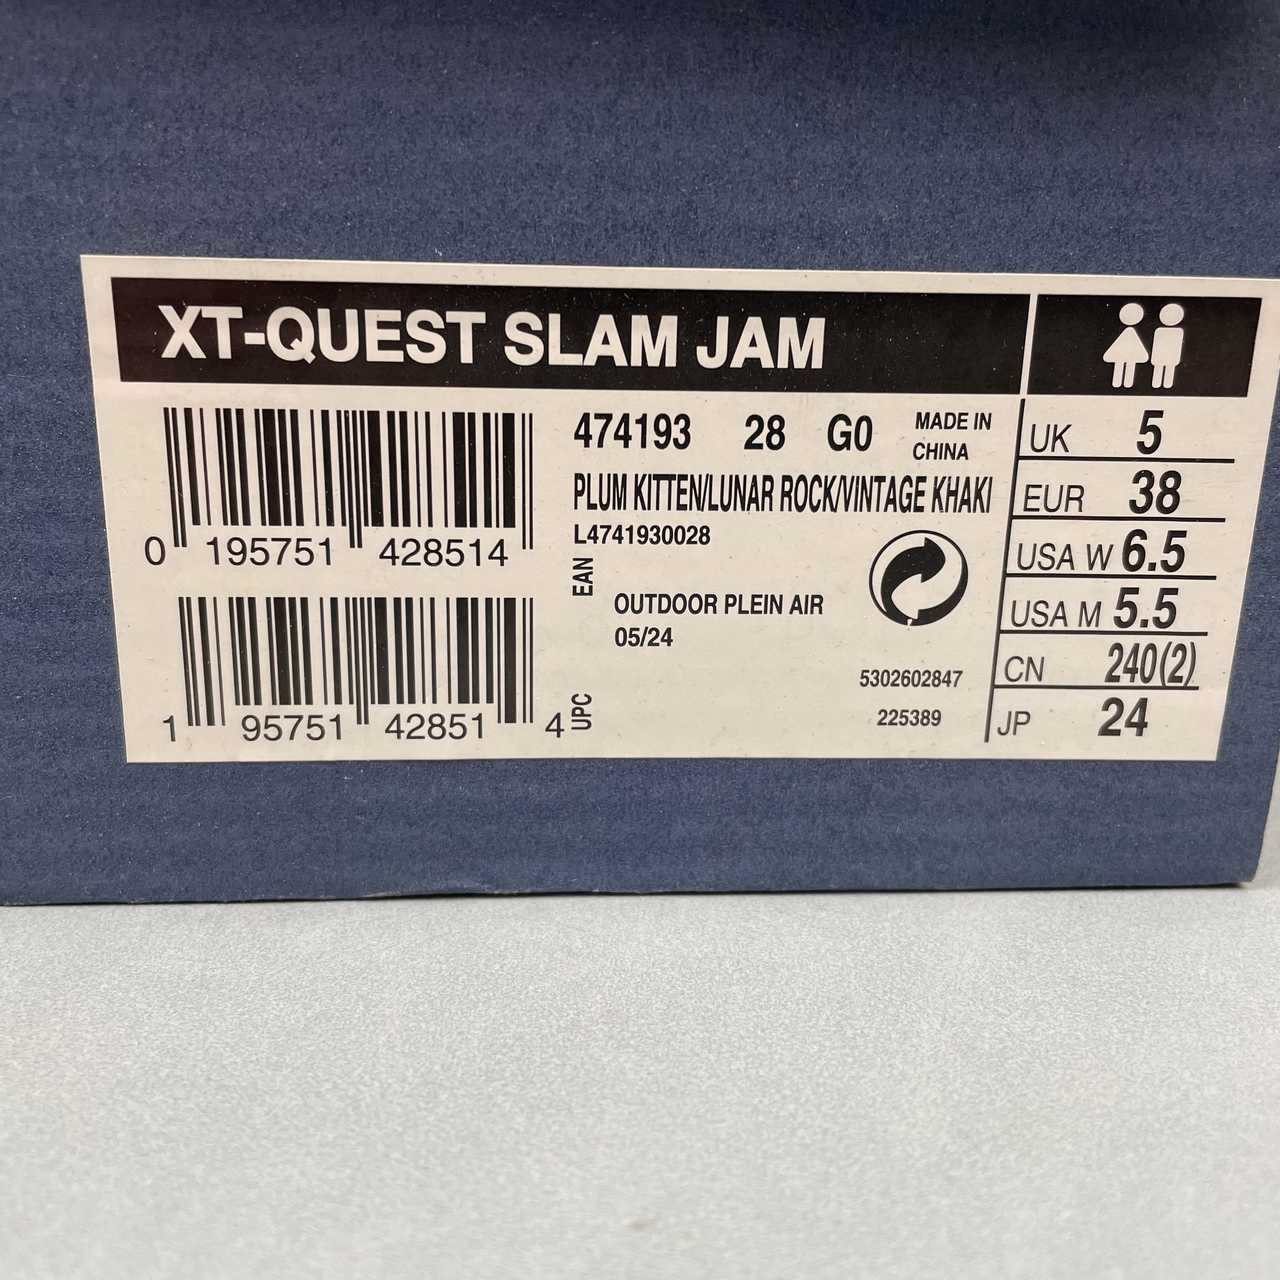 XT-QUEST SLAM JAM
0 195751 428514
EAN
1 95751 42851 4
UPC
474193 28 G0 MADE IN CHINA
PLUM KITTEN/LUNAR ROCK/VINTAGE KHAKI
L4741930028
OUTDOOR PLEIN AIR
05/24
5302602847
225389
UK 5
EUR 38
USA W 6.5
USA M 5.5
CN 240(2)
JP 24